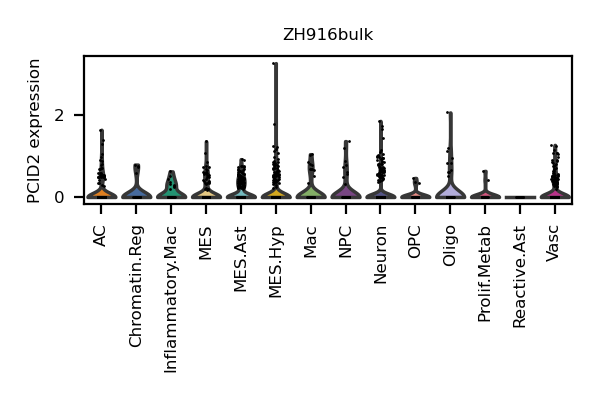 ZH916bulk
PCID2 expression
2
0
AC
Chromatin.Reg
Inflammatory.Mac
MES
MES.Ast
MES.Hyp
Mac
NPC
Neuron
OPC
Oligo
Prolif.Metab
Reactive.Ast
Vasc